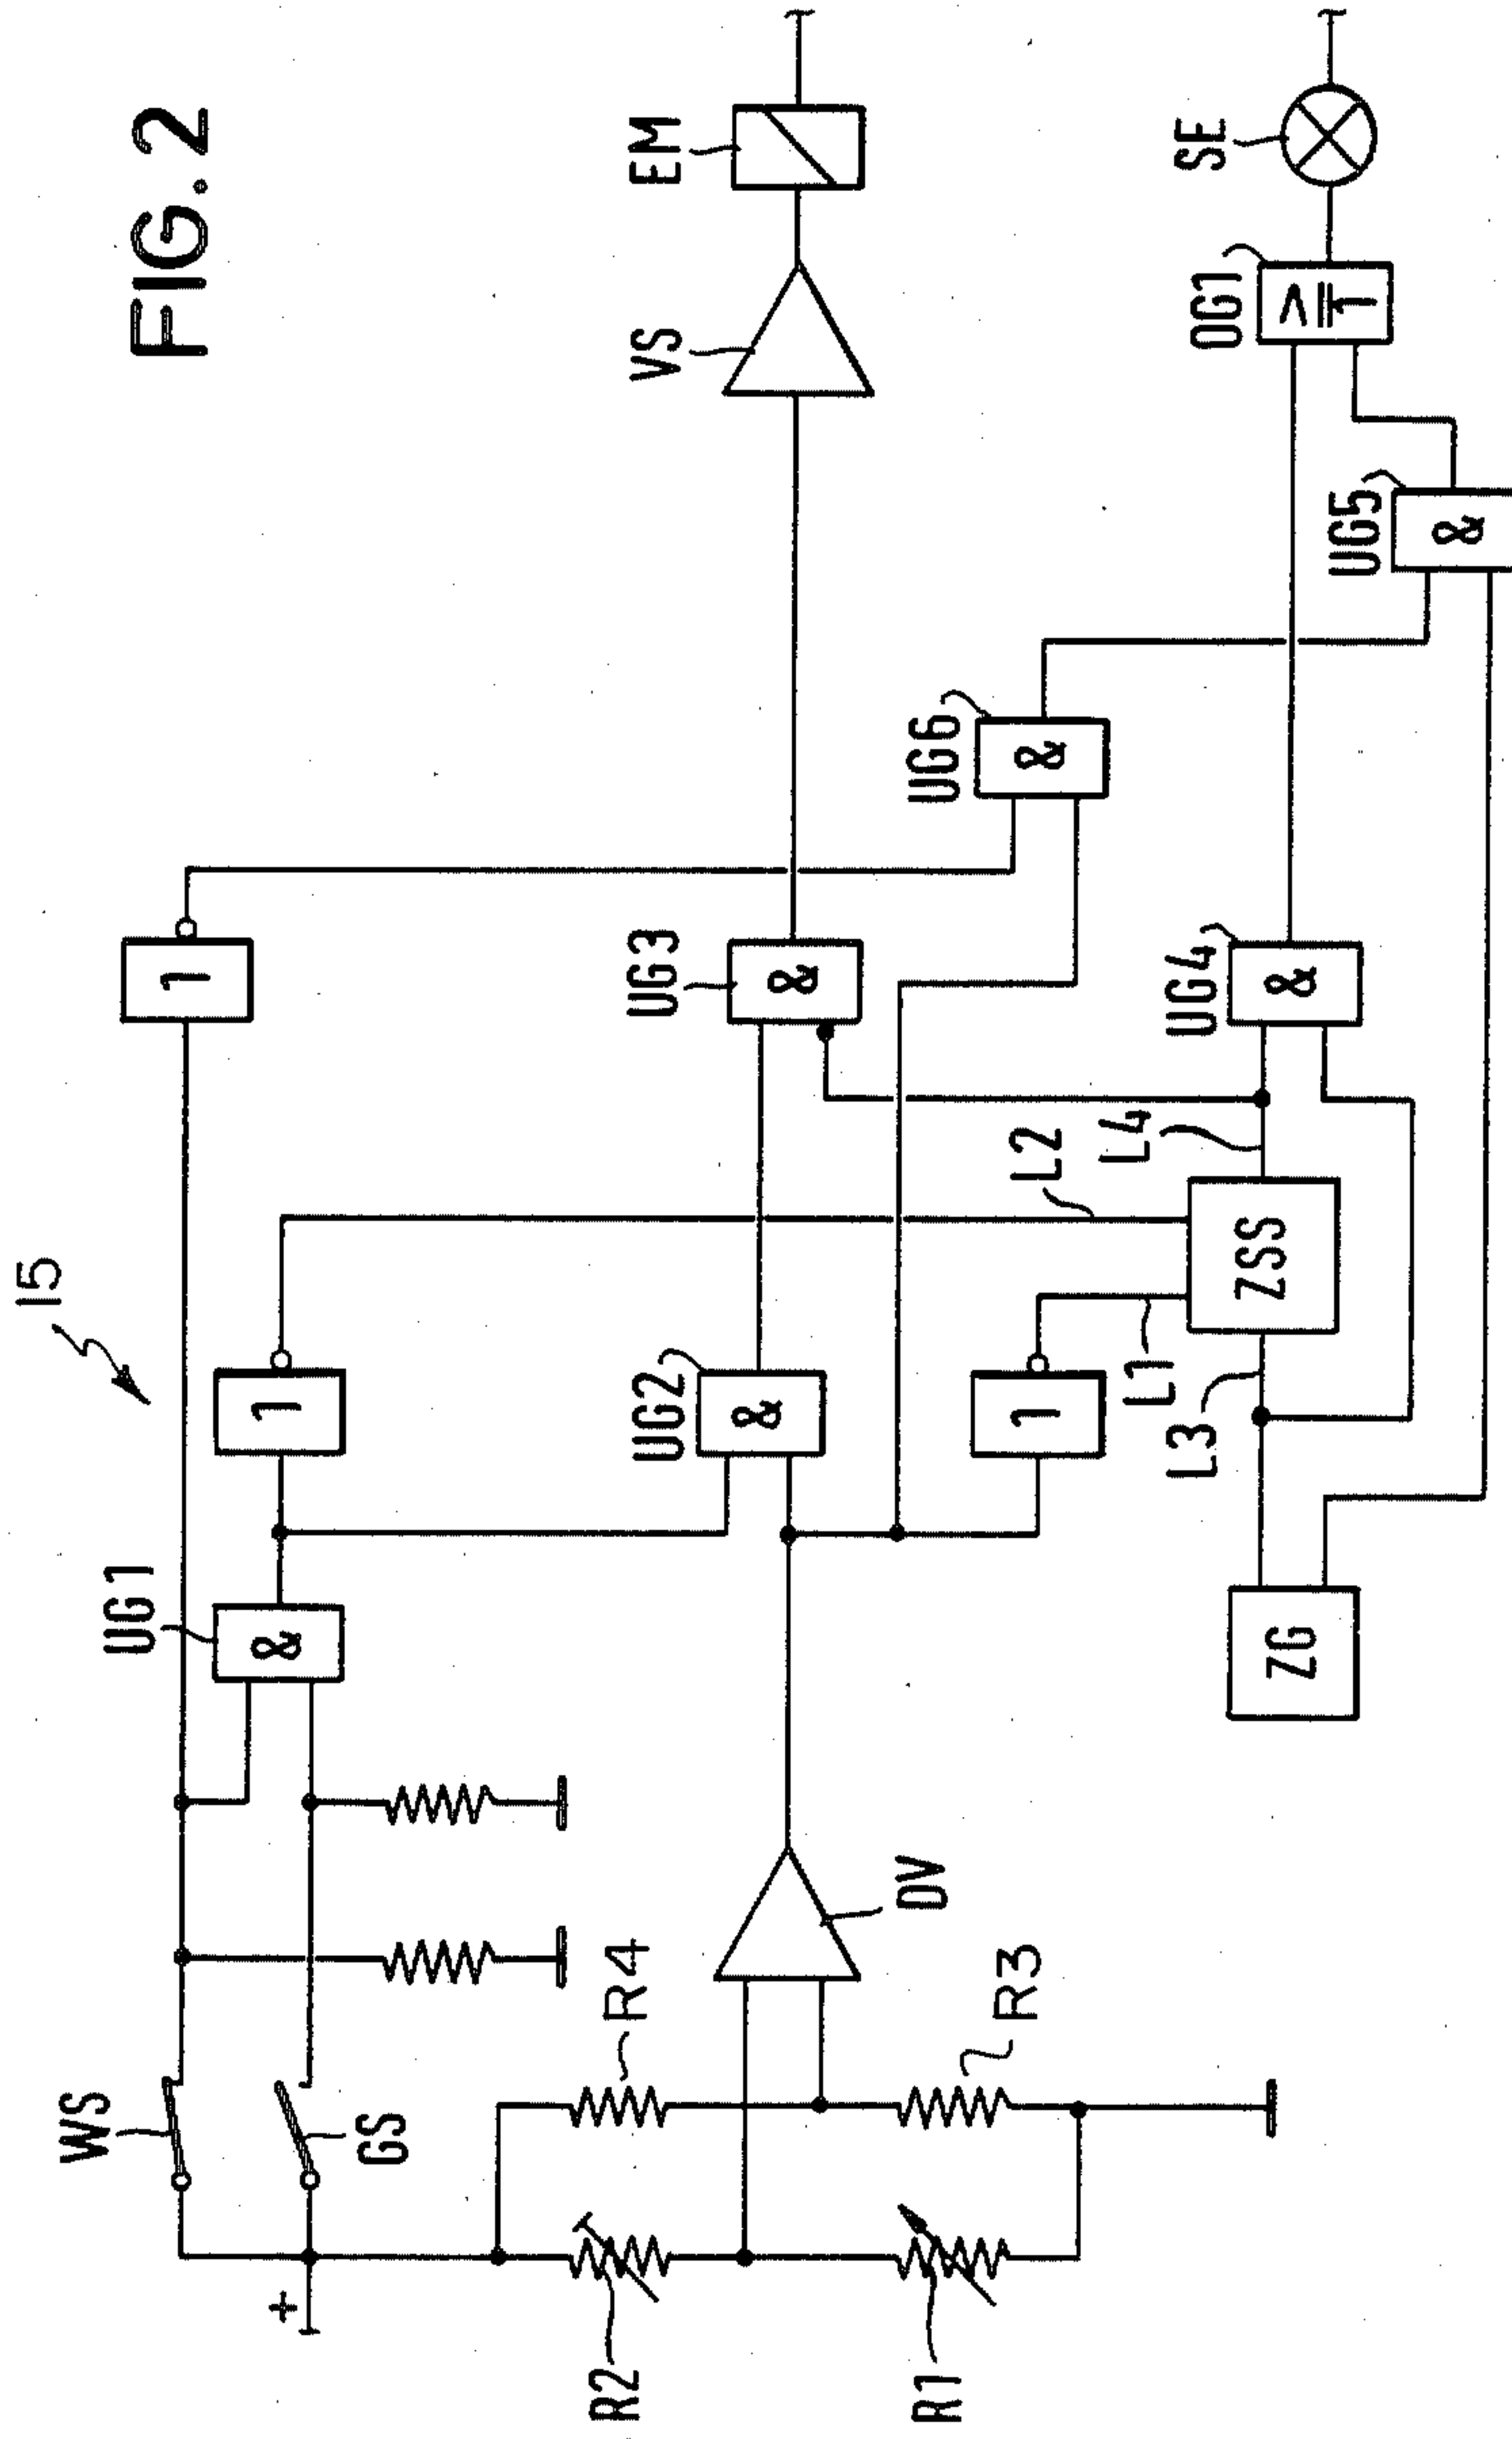 FIG. 2
15
WS
GS
+
R2
R1
R4
R3
DV
UG1
&
1
1
UG2
&
1
UG3
&
VS
EM
UG6
&
L1
L2
L3
L4
ZG
ZSS
UG4
&
UG5
&
OG1
≥1
SE